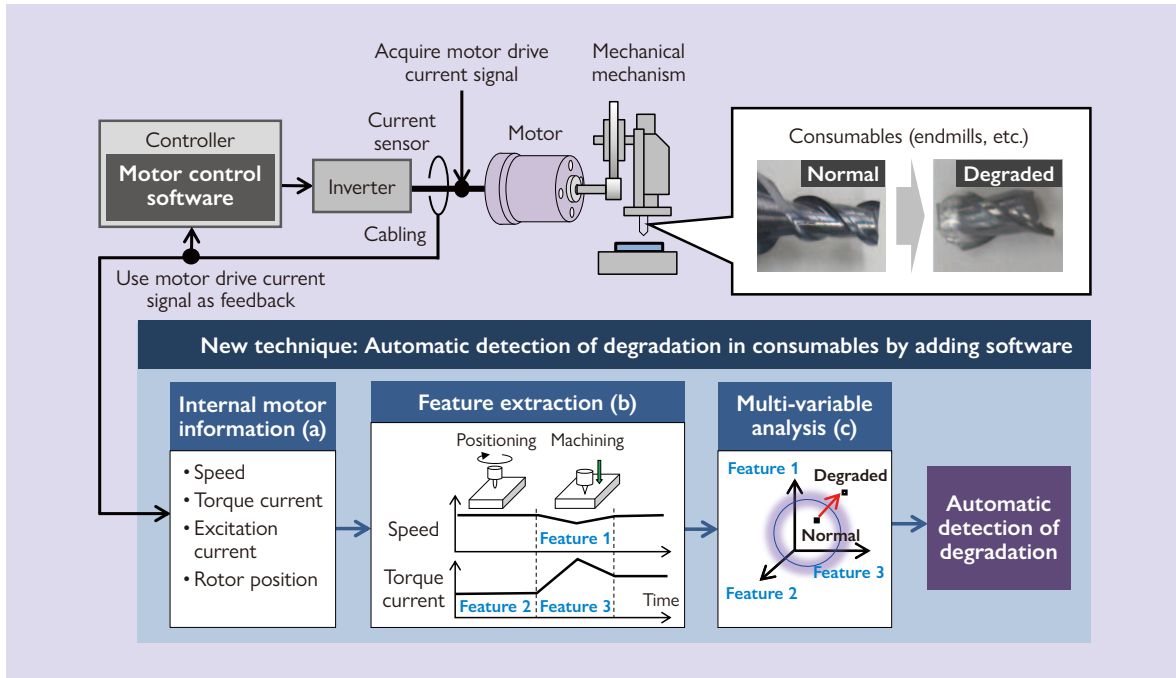 Acquire motor drive
current signal
Mechanical
mechanism
Controller
Motor control
software
Inverter
Current
sensor
Cabling
Motor
Consumables (endmills, etc.)
Normal
Degraded
Use motor drive current
signal as feedback
New technique: Automatic detection of degradation in consumables by adding software
Internal motor
information (a)
• Speed
• Torque current
• Excitation
current
• Rotor position
Feature extraction (b)
Positioning
Machining
Speed
Feature 1
Torque
current
Feature 2
Feature 3
Time
Multi-variable
analysis (c)
Feature 1
Degraded
Normal
Feature 3
Feature 2
Automatic
detection of
degradation